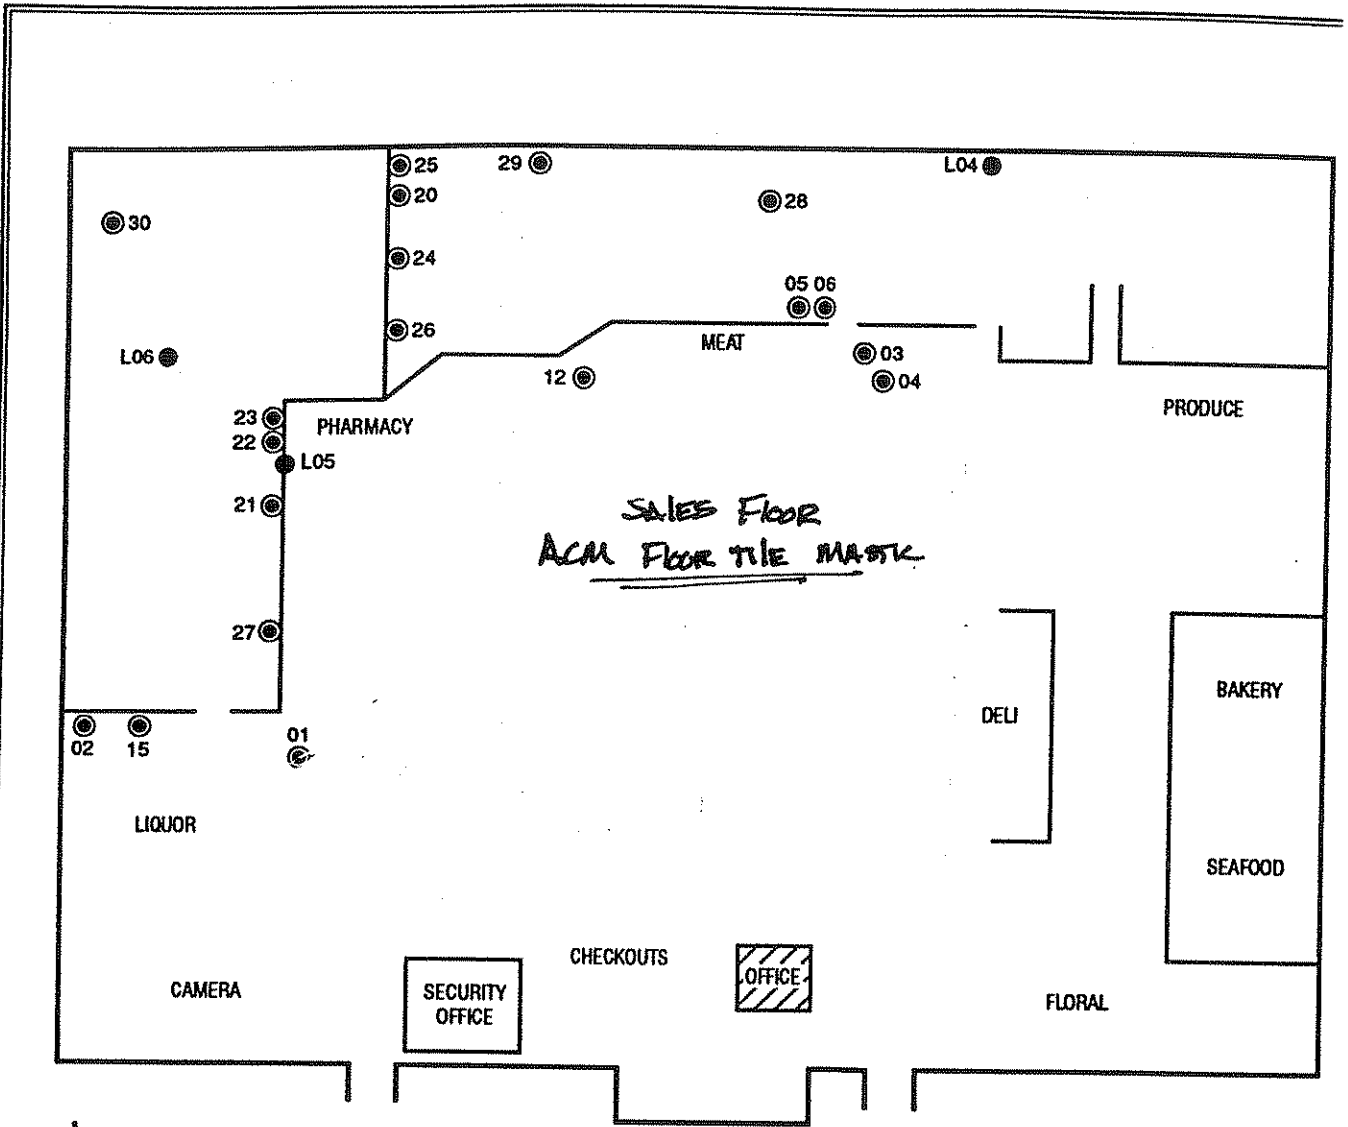 25
29
L04
20
28
30
24
05 06
26
MEAT
L06
03
12
04
23
PHARMACY
PRODUCE
22
L05
21
SALES FLOOR
ACM FLOOR TILE MASTIC
27
BAKERY
DELI
02
15
01
LIQUOR
SEAFOOD
CHECKOUTS
OFFICE
CAMERA
SECURITY
OFFICE
FLORAL